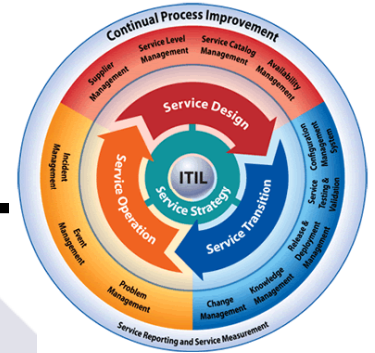 Continual Process Improvement
Supplier
Management
Service Level
Management
Service Catalog
Management
Availability
Management
System
Configuration
Management
Service
Testing &
Validation
Release &
Deployment
Management
Knowledge
Management
Change
Management
Problem
Management
Event
Management
Incident
Management
Service Design
Service Transition
Service Operation
ITIL
Service Strategy
Service Reporting and Service Measurement